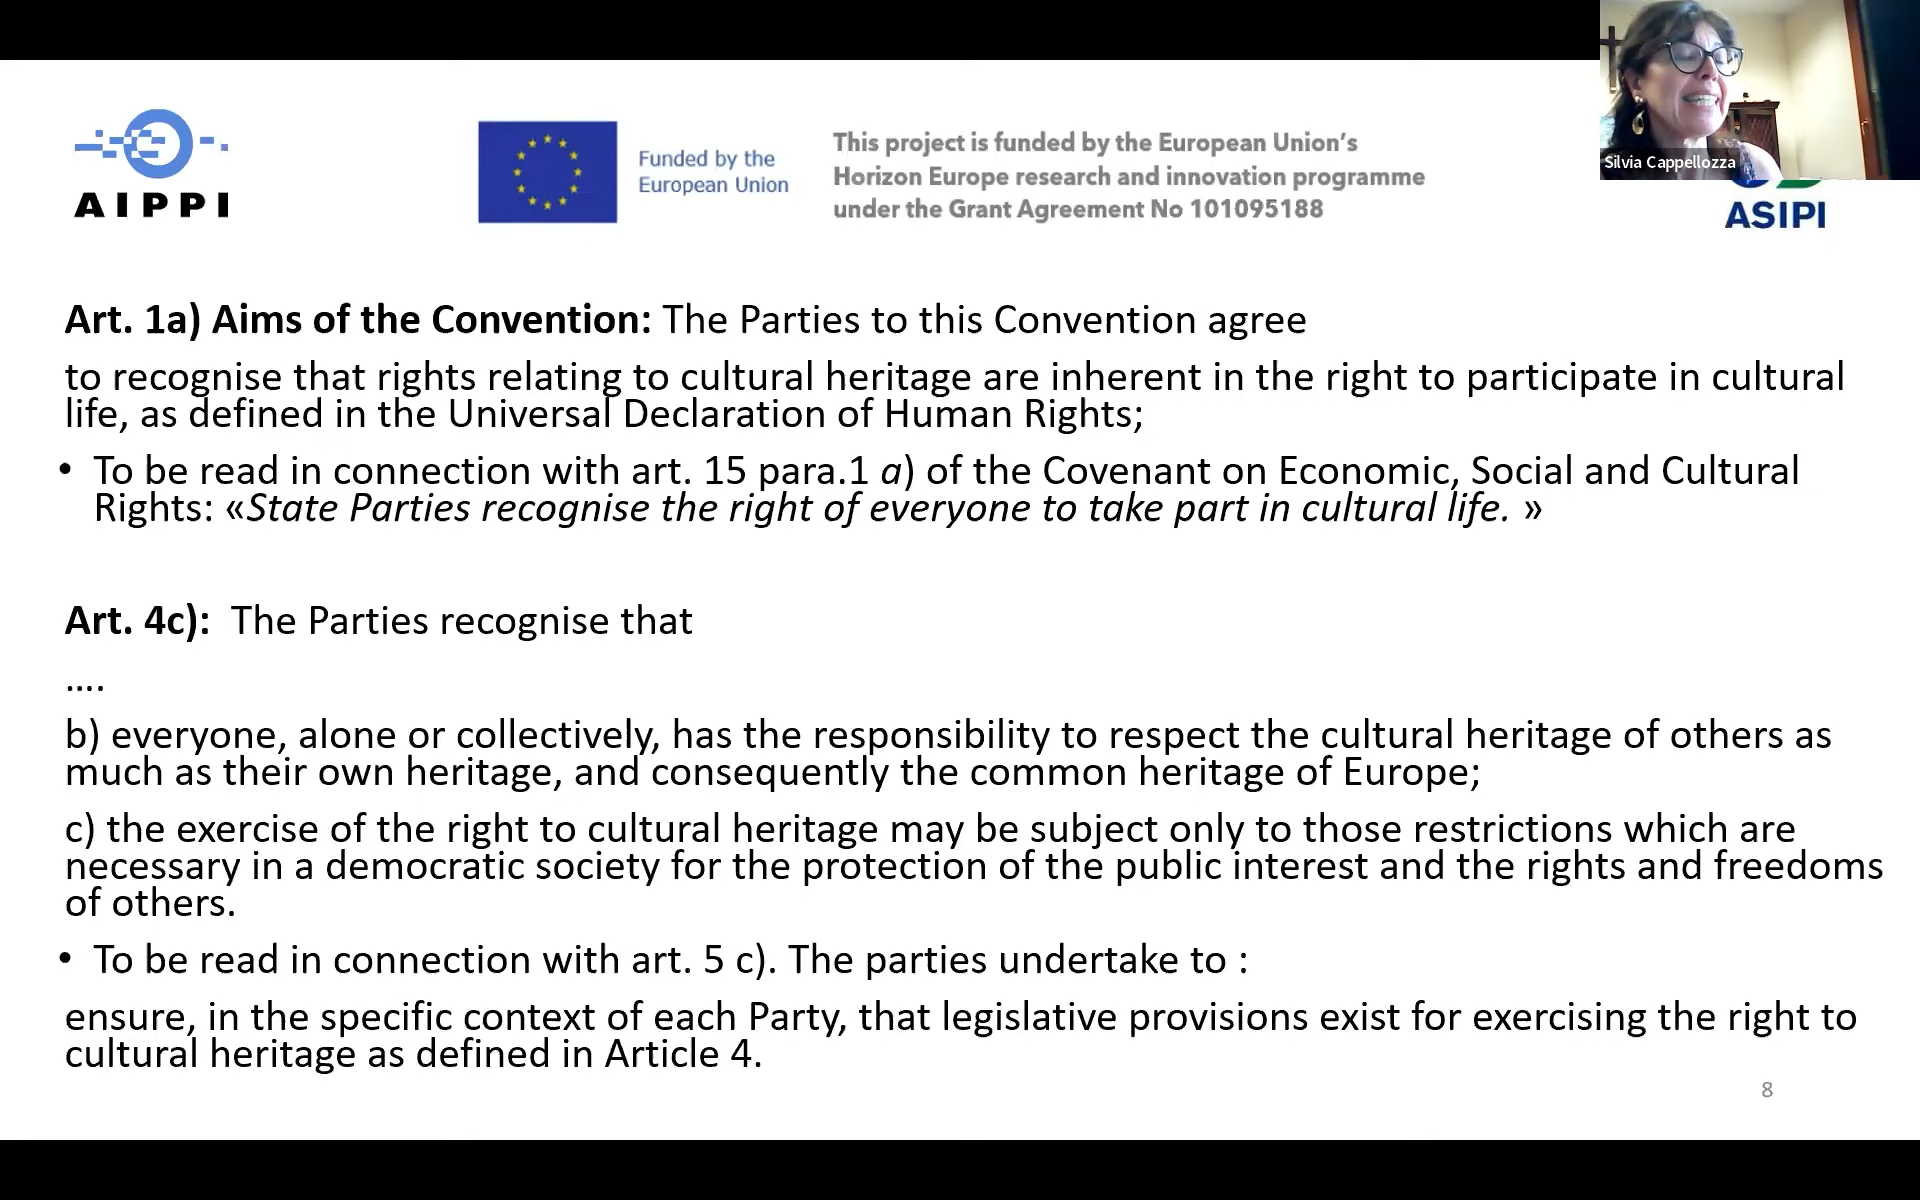 Silvia Cappellozza
AIPPI
Funded by the
European Union
This project is funded by the European Union's
Horizon Europe research and innovation programme
under the Grant Agreement No 101095188
ASIPI
Art. 1a) Aims of the Convention: The Parties to this Convention agree
to recognise that rights relating to cultural heritage are inherent in the right to participate in cultural
life, as defined in the Universal Declaration of Human Rights;
• To be read in connection with art. 15 para.1 a) of the Covenant on Economic, Social and Cultural
Rights: «State Parties recognise the right of everyone to take part in cultural life. »
Art. 4c): The Parties recognise that
....
b) everyone, alone or collectively, has the responsibility to respect the cultural heritage of others as
much as their own heritage, and consequently the common heritage of Europe;
c) the exercise of the right to cultural heritage may be subject only to those restrictions which are
necessary in a democratic society for the protection of the public interest and the rights and freedoms
of others.
• To be read in connection with art. 5 c). The parties undertake to :
ensure, in the specific context of each Party, that legislative provisions exist for exercising the right to
cultural heritage as defined in Article 4.
8